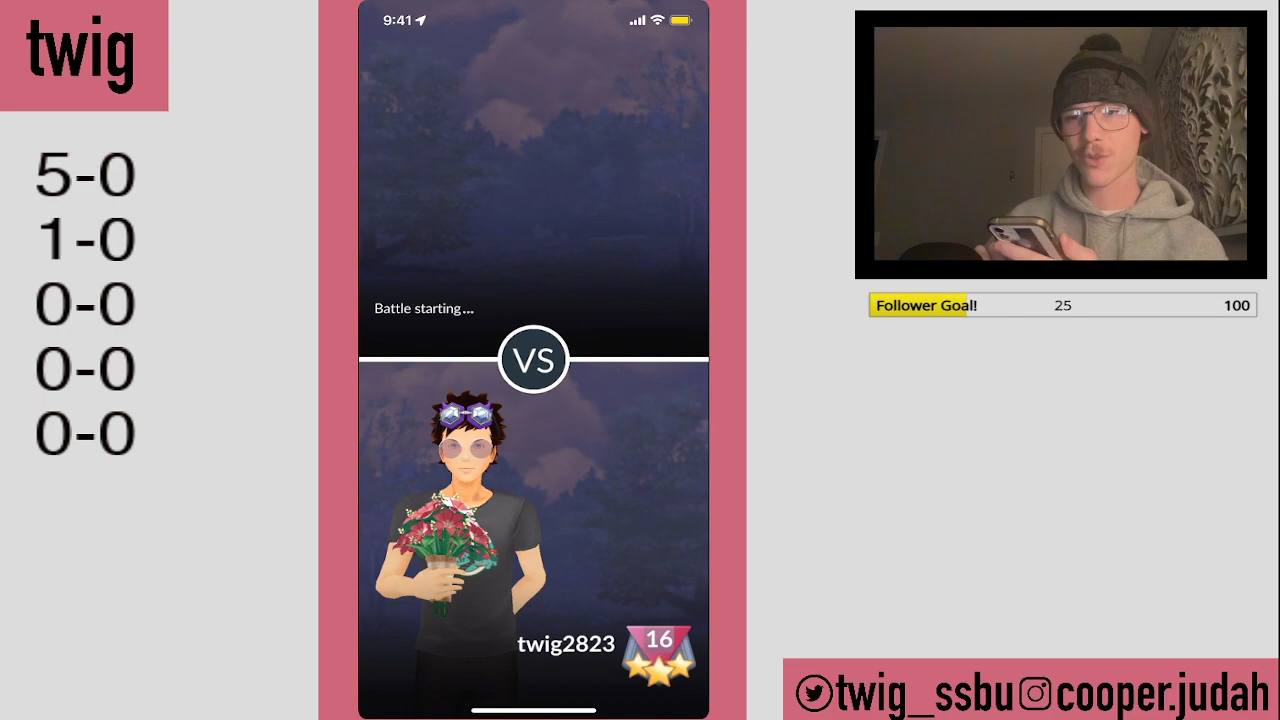 twig
5-0
1-0
0-0
0-0
0-0
9:41
Battle starting...
VS
twig2823
16
Follower Goal! 25 100
twig_ssbu cooper.judah